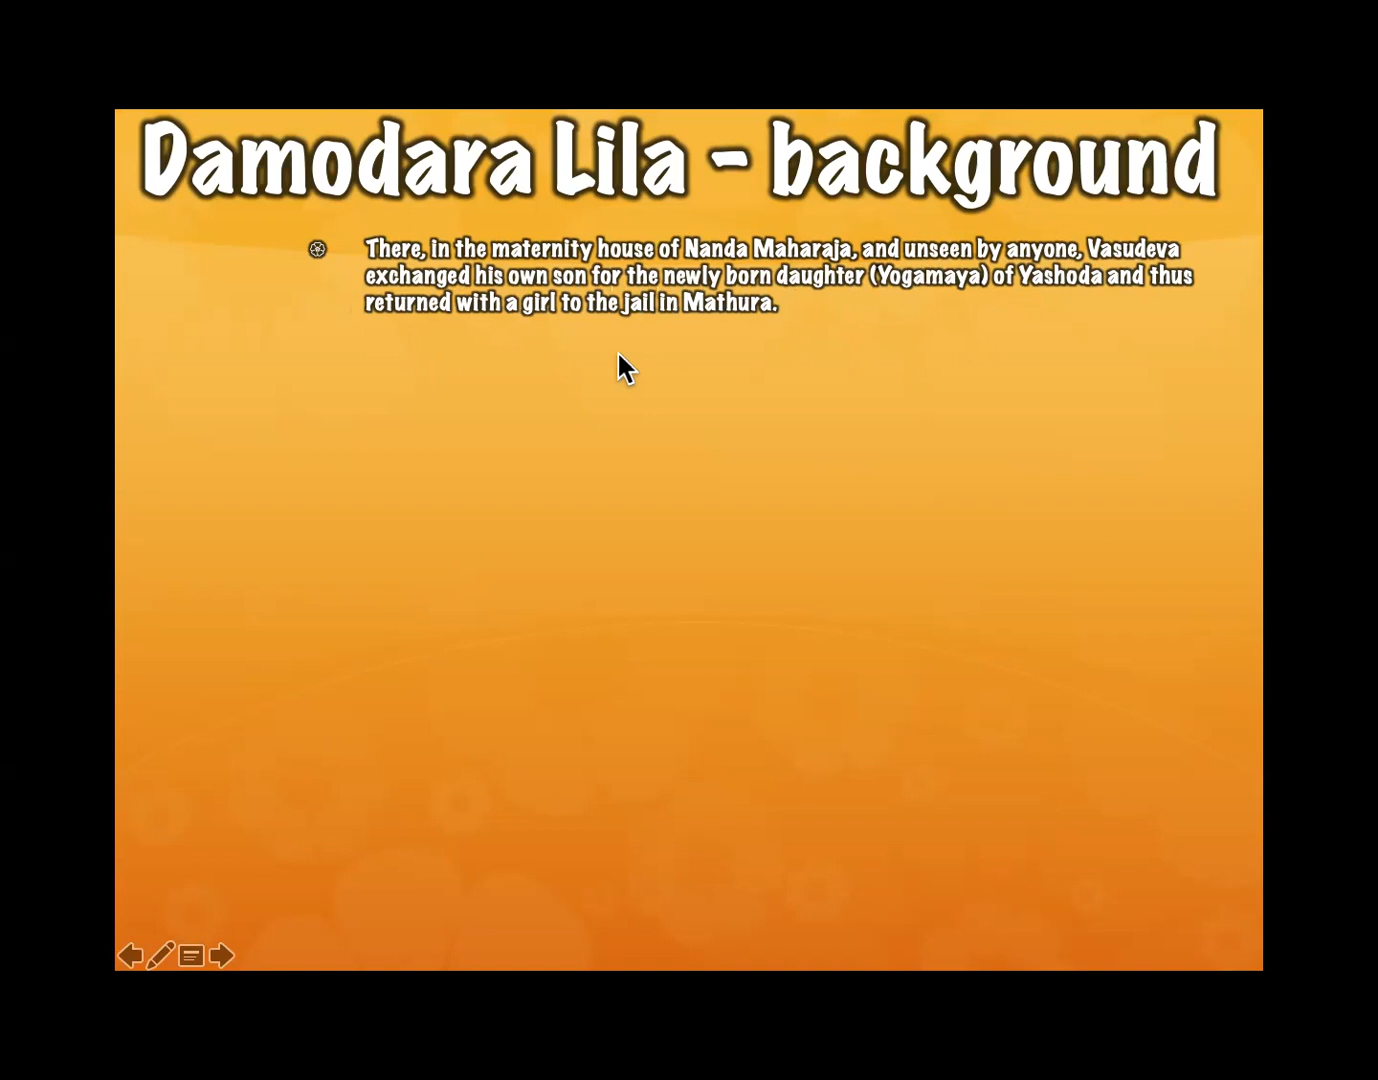 Damodara Lila - background
There, in the maternity house of Nanda Maharaja, and unseen by anyone, Vasudeva
exchanged his own son for the newly born daughter (Yogamaya) of Yashoda and thus
returned with a girl to the jail in Mathura.